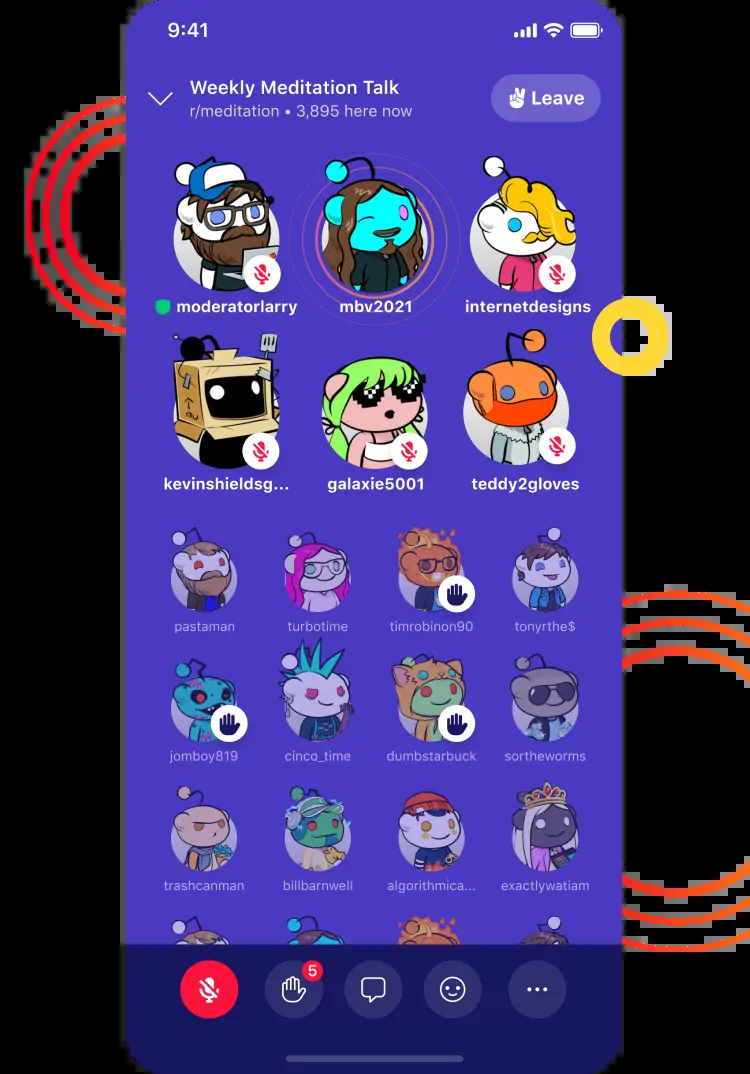 9:41
Weekly Meditation Talk
r/meditation • 3,895 here now
Leave
moderatorlarry mbv2021 internetdesigns
kevinshieldsg... galaxie5001 teddy2gloves
pastaman turbotime timrobinon90 tonyrthe$
jomboy819 cinco_time dumbstarbuck sortheworms
trashcanman billbarnwell algorithmica... exactlywatiam
5